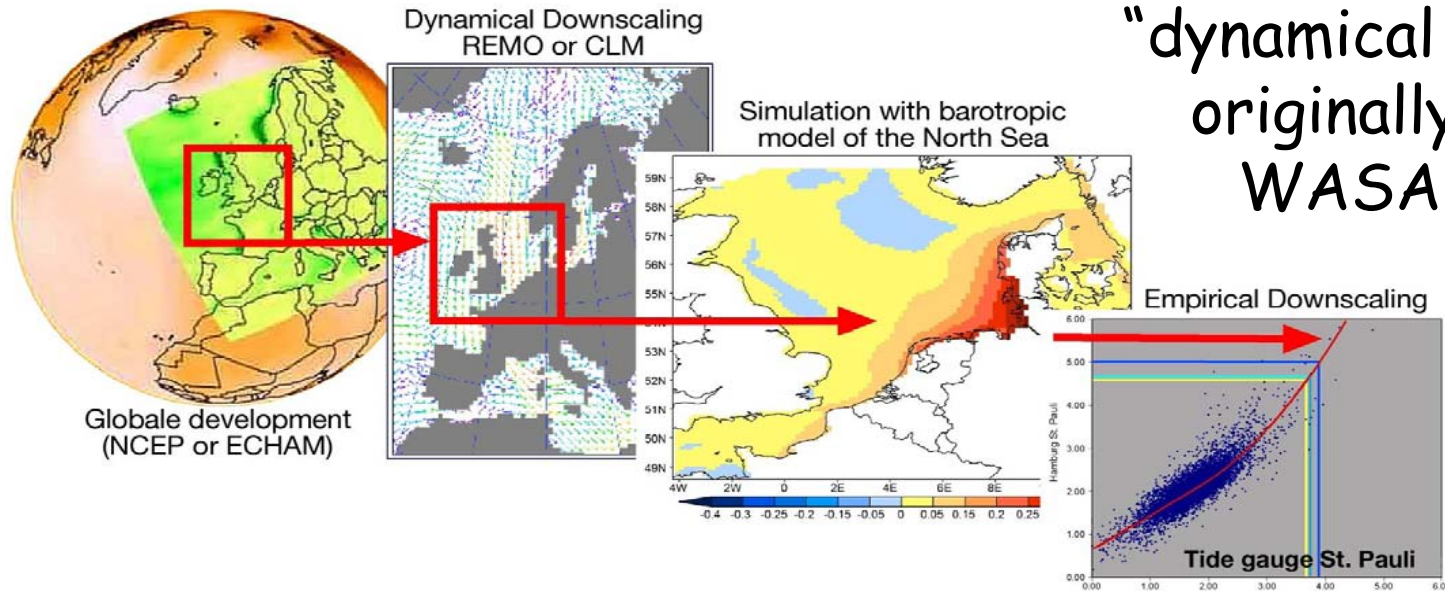 Dynamical Downscaling
REMO or CLM
"dynamical
originally
WASA
Simulation with barotropic
model of the North Sea
Globale development
(NCEP or ECHAM)
59N
58N
57N
56N
55N
54N
53N
52N
51N
50N
49N
4W 2W 0 2E 4E 6E 8E
-0.4 -0.3 -0.25 -0.2 -0.15 -0.05 0 0.05 0.15 0.2 0.25
Empirical Downscaling
6.00
5.00
4.00
3.00
2.00
1.00
0.00
Hamburg St. Pauli
Tide gauge St. Pauli
0.00 1.00 2.00 3.00 4.00 5.00 6.00